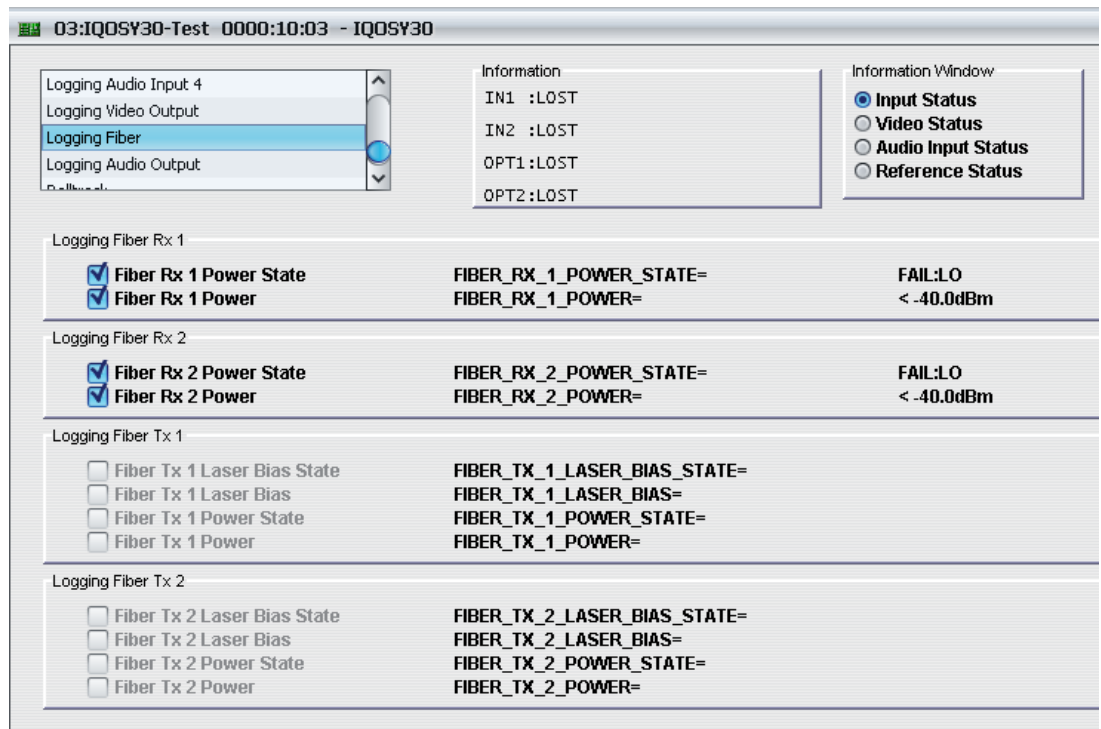 03:IQOSY30-Test 0000:10:03 - IQOSY30
Logging Audio Input 4
Logging Video Output
Logging Fiber
Logging Audio Output
Information
IN1 :LOST
IN2 :LOST
OPT1:LOST
OPT2:LOST
Information Window
Input Status
Video Status
Audio Input Status
Reference Status
Logging Fiber Rx 1
Fiber Rx 1 Power State FIBER_RX_1_POWER_STATE= FAIL:LO
Fiber Rx 1 Power FIBER_RX_1_POWER= < -40.0dBm
Logging Fiber Rx 2
Fiber Rx 2 Power State FIBER_RX_2_POWER_STATE= FAIL:LO
Fiber Rx 2 Power FIBER_RX_2_POWER= < -40.0dBm
Logging Fiber Tx 1
Fiber Tx 1 Laser Bias State FIBER_TX_1_LASER_BIAS_STATE=
Fiber Tx 1 Laser Bias FIBER_TX_1_LASER_BIAS=
Fiber Tx 1 Power State FIBER_TX_1_POWER_STATE=
Fiber Tx 1 Power FIBER_TX_1_POWER=
Logging Fiber Tx 2
Fiber Tx 2 Laser Bias State FIBER_TX_2_LASER_BIAS_STATE=
Fiber Tx 2 Laser Bias FIBER_TX_2_LASER_BIAS=
Fiber Tx 2 Power State FIBER_TX_2_POWER_STATE=
Fiber Tx 2 Power FIBER_TX_2_POWER=